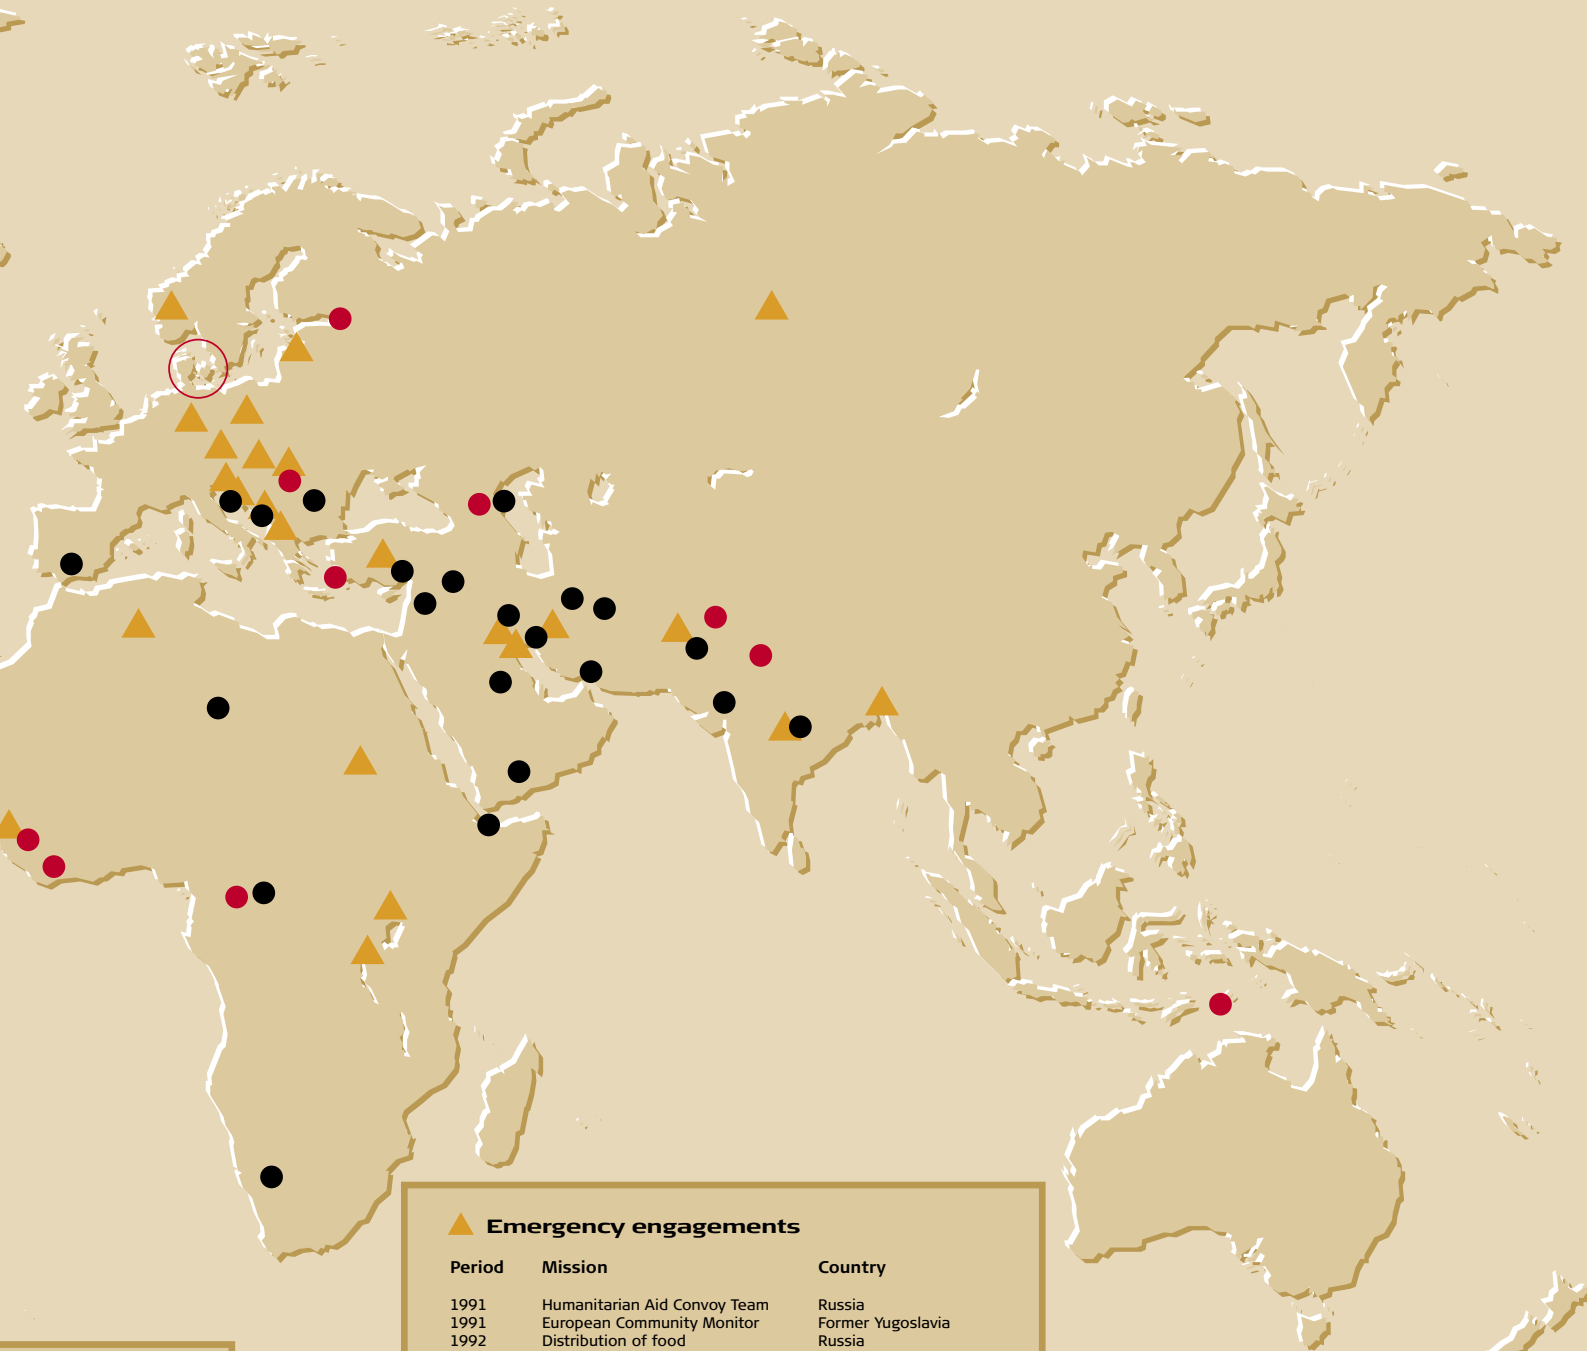 Emergency engagements
Period Mission Country
1991 Humanitarian Aid Convoy Team Russia
1991 European Community Monitor Former Yugoslavia
1992 Distribution of food Russia